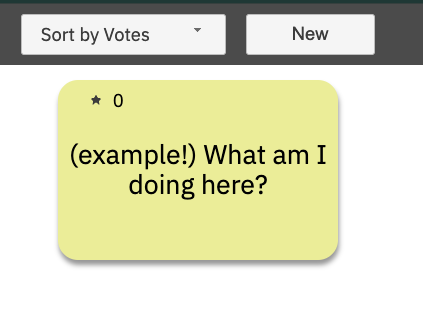 Sort by Votes
New
0
(example!) What am I
doing here?